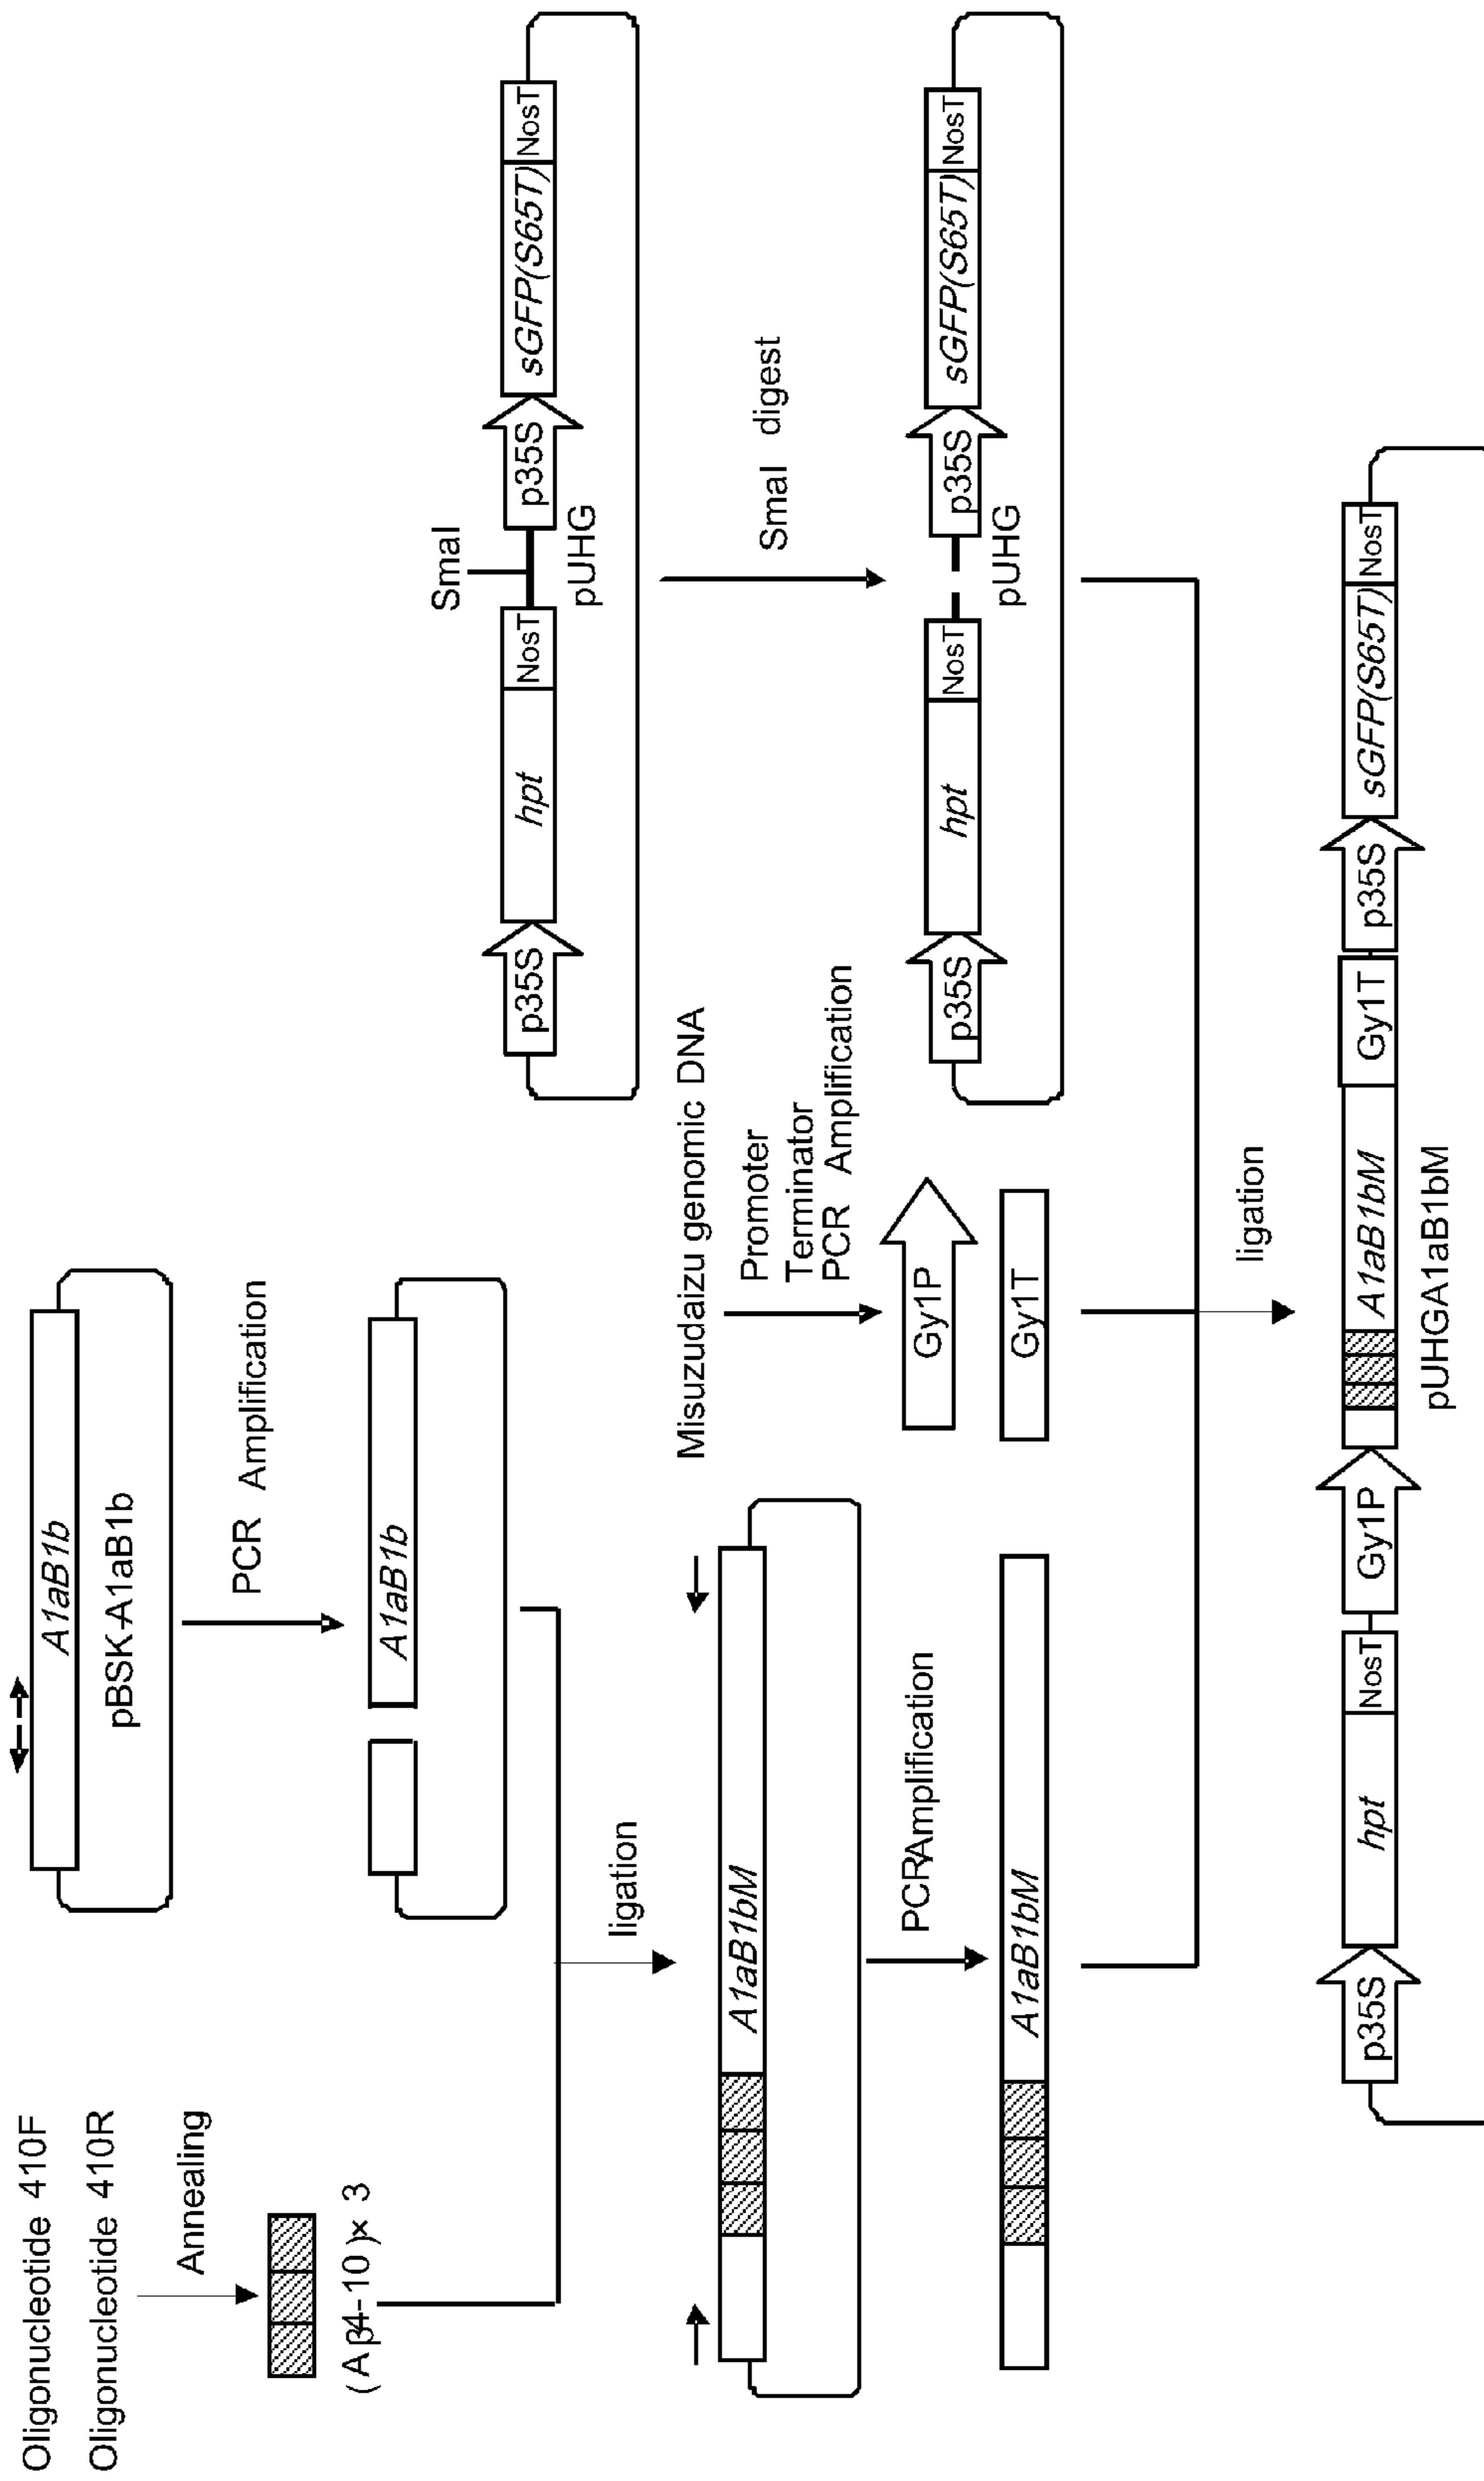 Oligonucleotide 410F
Oligonucleotide 410R
Annealing
(Aβ4-10)× 3
A1aB1b
pBSK-A1aB1b
PCR Amplification
A1aB1b
ligation
A1aB1bM
PCR Amplification
A1aB1bM
SmaI
p35S
hpt
NosT
p35S
sGFP(S65T)
NosT
pUHG
SmaI digest
Misuzudaizu genomic DNA
Promoter
Terminator
PCR Amplification
Gy1P
Gy1T
p35S
hpt
NosT
p35S
sGFP(S65T)
NosT
pUHG
ligation
p35S
hpt
NosT
Gy1P
A1aB1bM
Gy1T
p35S
sGFP(S65T)
NosT
pUHGA1aB1bM